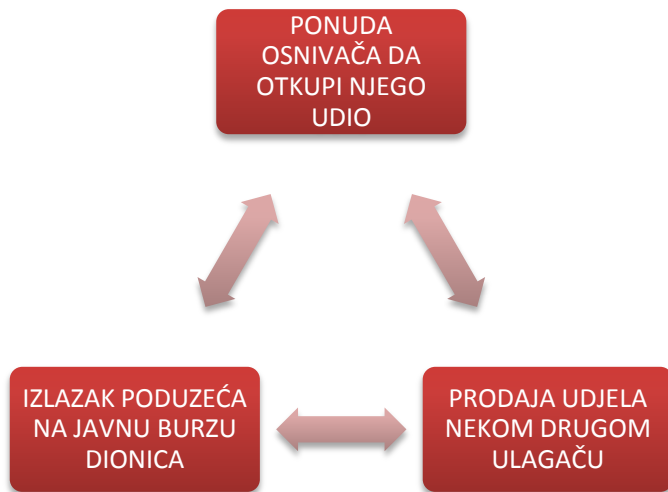 PONUDA
OSNIVAČA DA
OTKUPI NJEGO
UDIO
IZLAZAK PODUZEĆA
NA JAVNU BURZU
DIONICA
PRODAJA UDJELA
NEKOM DRUGOM
ULAGAČU